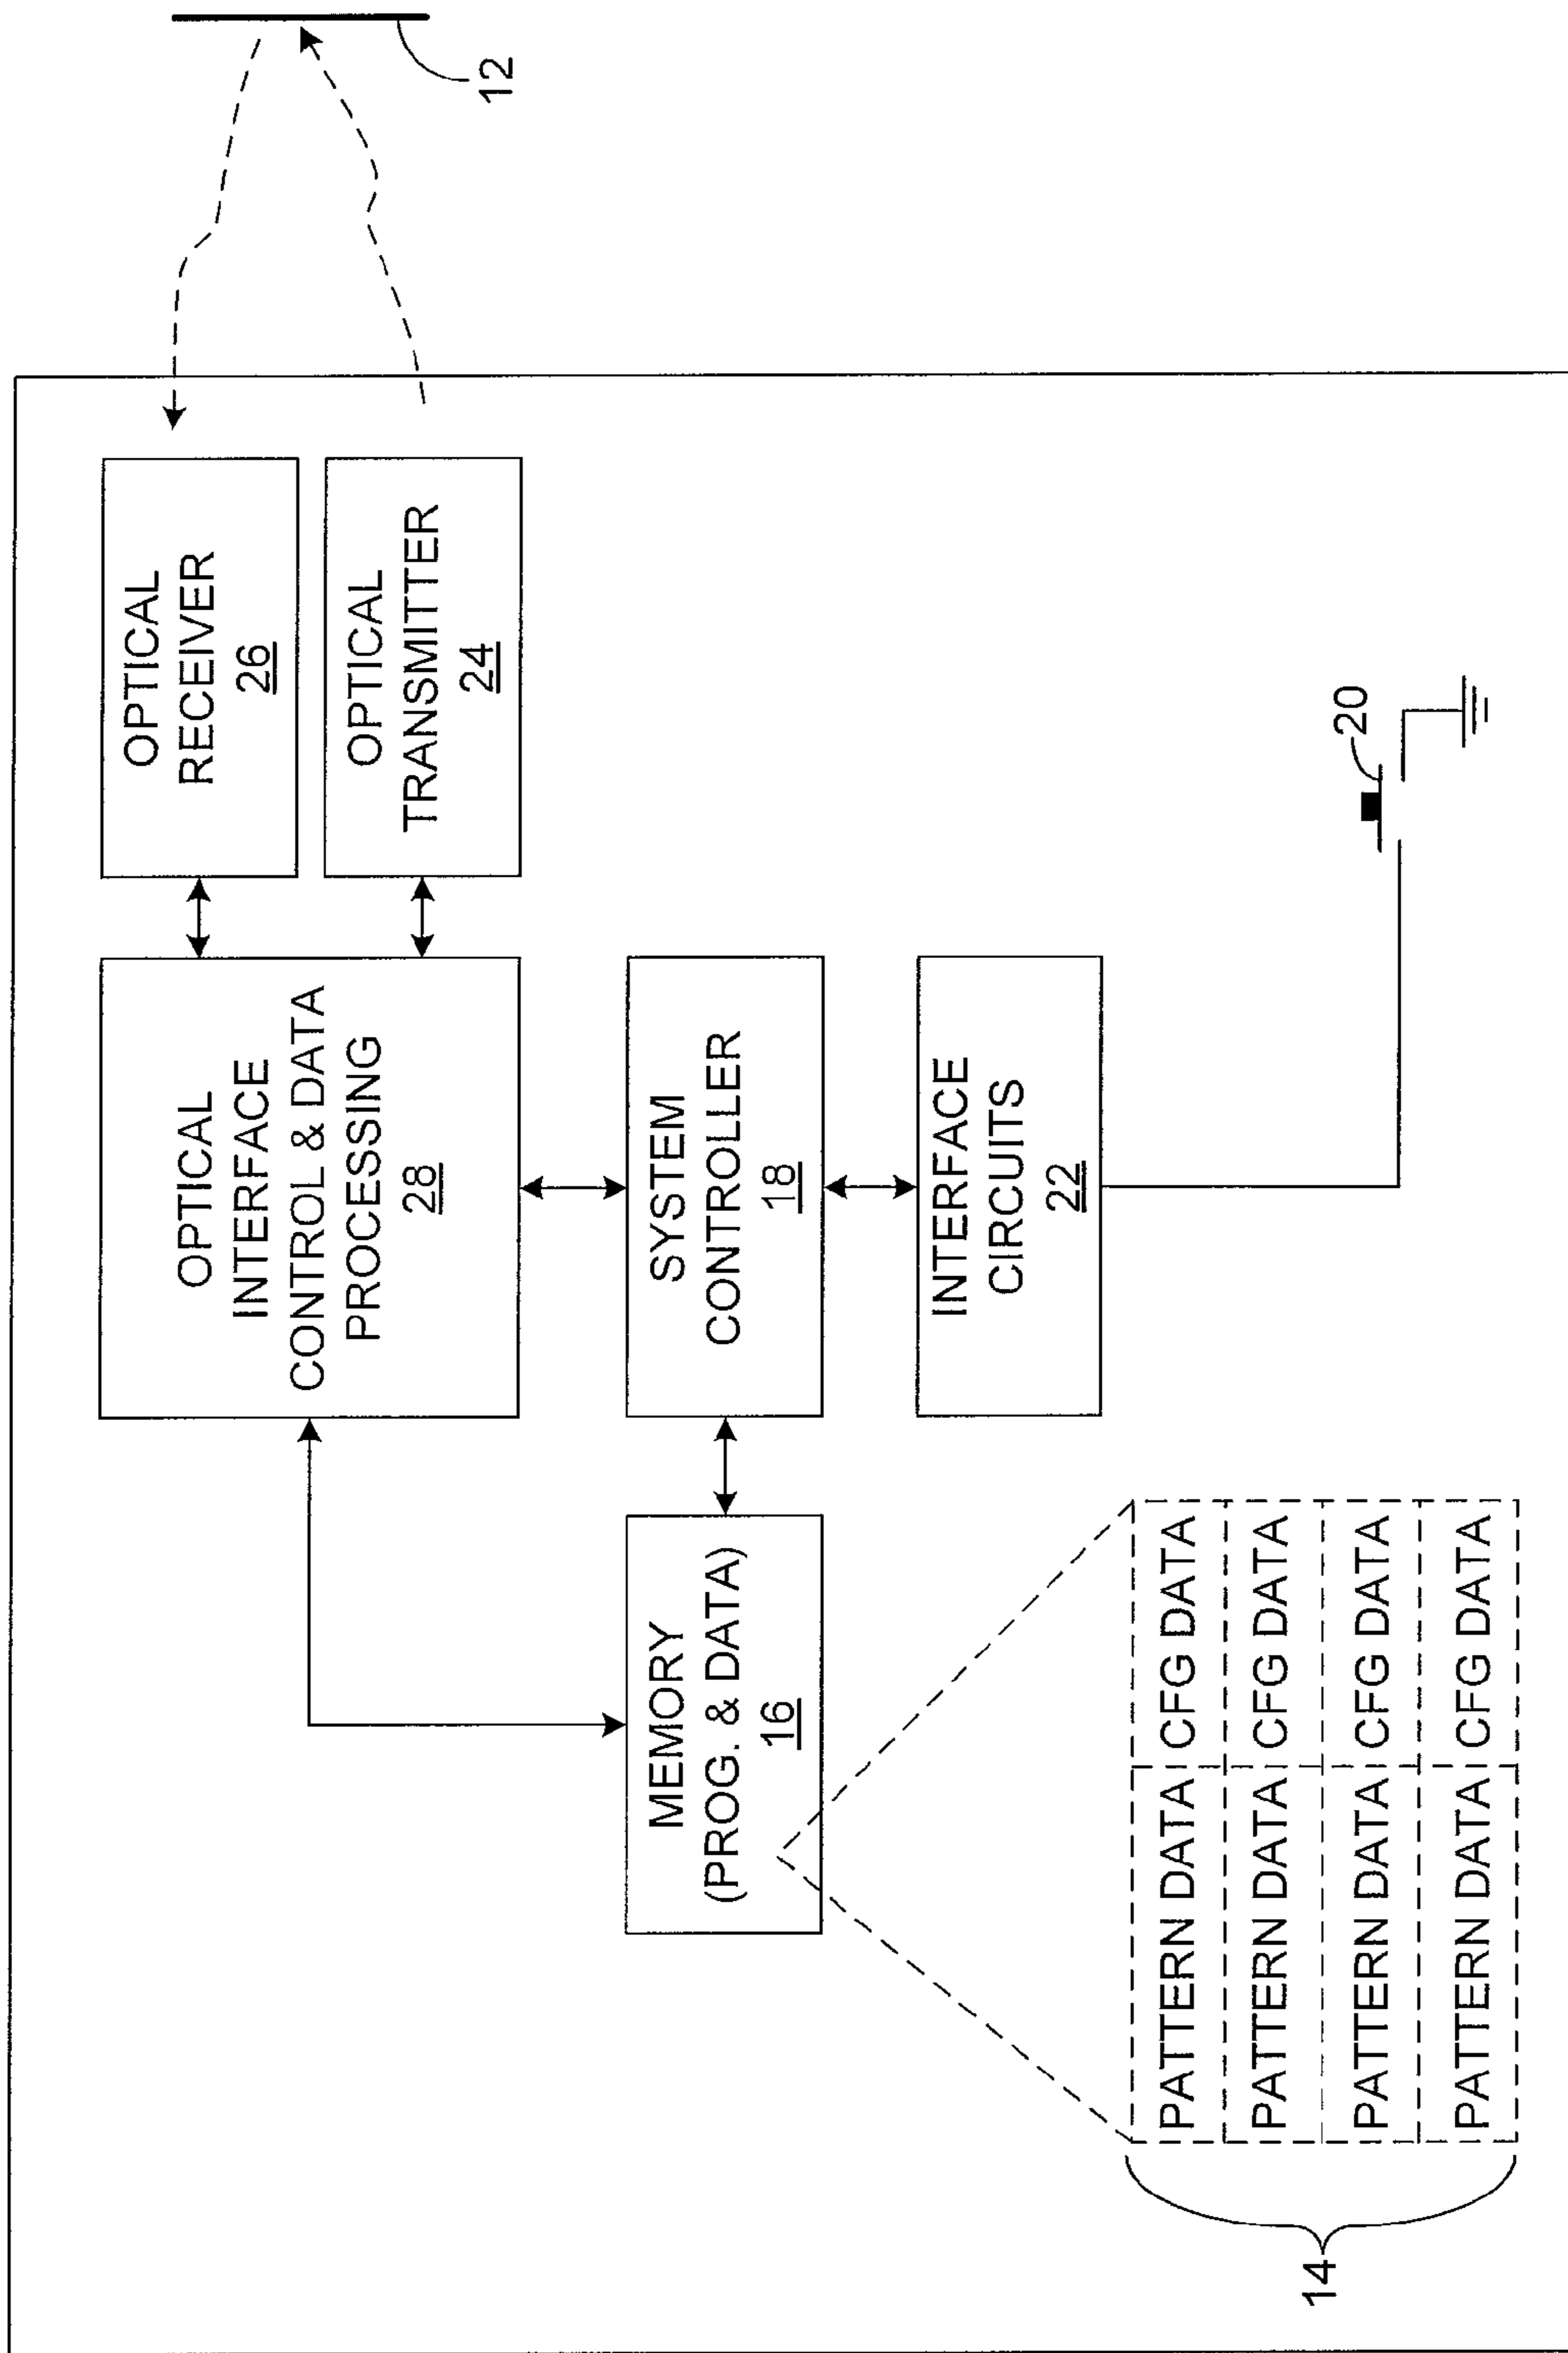 12
OPTICAL
RECEIVER
26
OPTICAL
TRANSMITTER
24
OPTICAL
INTERFACE
CONTROL & DATA
PROCESSING
28
SYSTEM
CONTROLLER
18
INTERFACE
CIRCUITS
22
20
MEMORY
(PROG. & DATA)
16
PATTERN DATA CFG DATA
PATTERN DATA CFG DATA
PATTERN DATA CFG DATA
PATTERN DATA CFG DATA
14